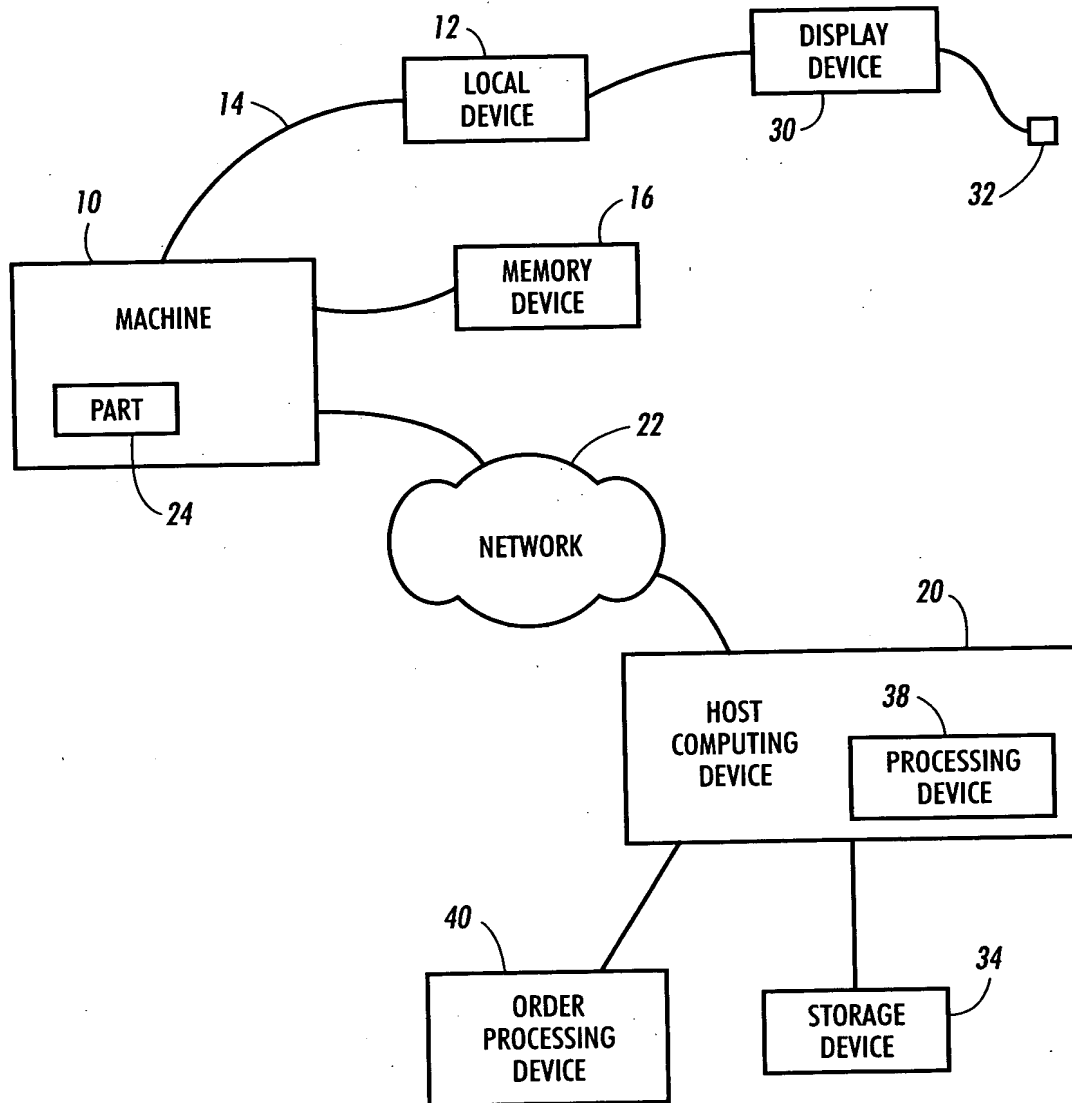 12
LOCAL
DEVICE
DISPLAY
DEVICE
30
32
14
10
MACHINE
PART
24
16
MEMORY
DEVICE
22
NETWORK
20
HOST
COMPUTING
DEVICE
38
PROCESSING
DEVICE
40
ORDER
PROCESSING
DEVICE
34
STORAGE
DEVICE